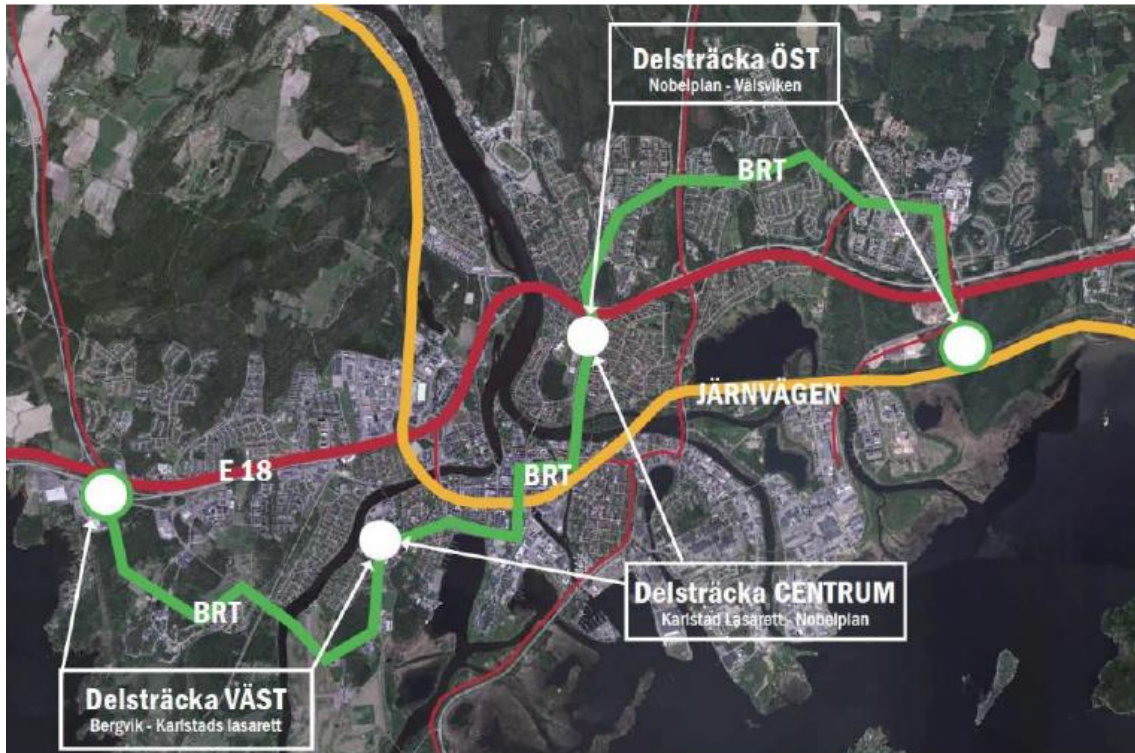 Delsträcka ÖST
Nobelplan - Välsviken
BRT
JÄRNVÄGEN
E 18
BRT
BRT
Delsträcka CENTRUM
Karlstad Lasarett - Nobelplan
Delsträcka VÄST
Bergvik - Karlstads lasarett